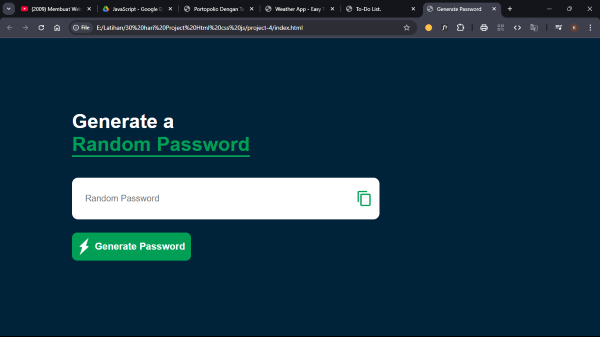 (2009) Membuat We
JavaScript - Google
Portopolio Dengan
Weather App - Easy
To-Do List.
Generate Password
File
E:/Latihan/30%20hari%20Project%20Html%20css%20js/project-4/index.html
Generate a
Random Password
Random Password
Generate Password